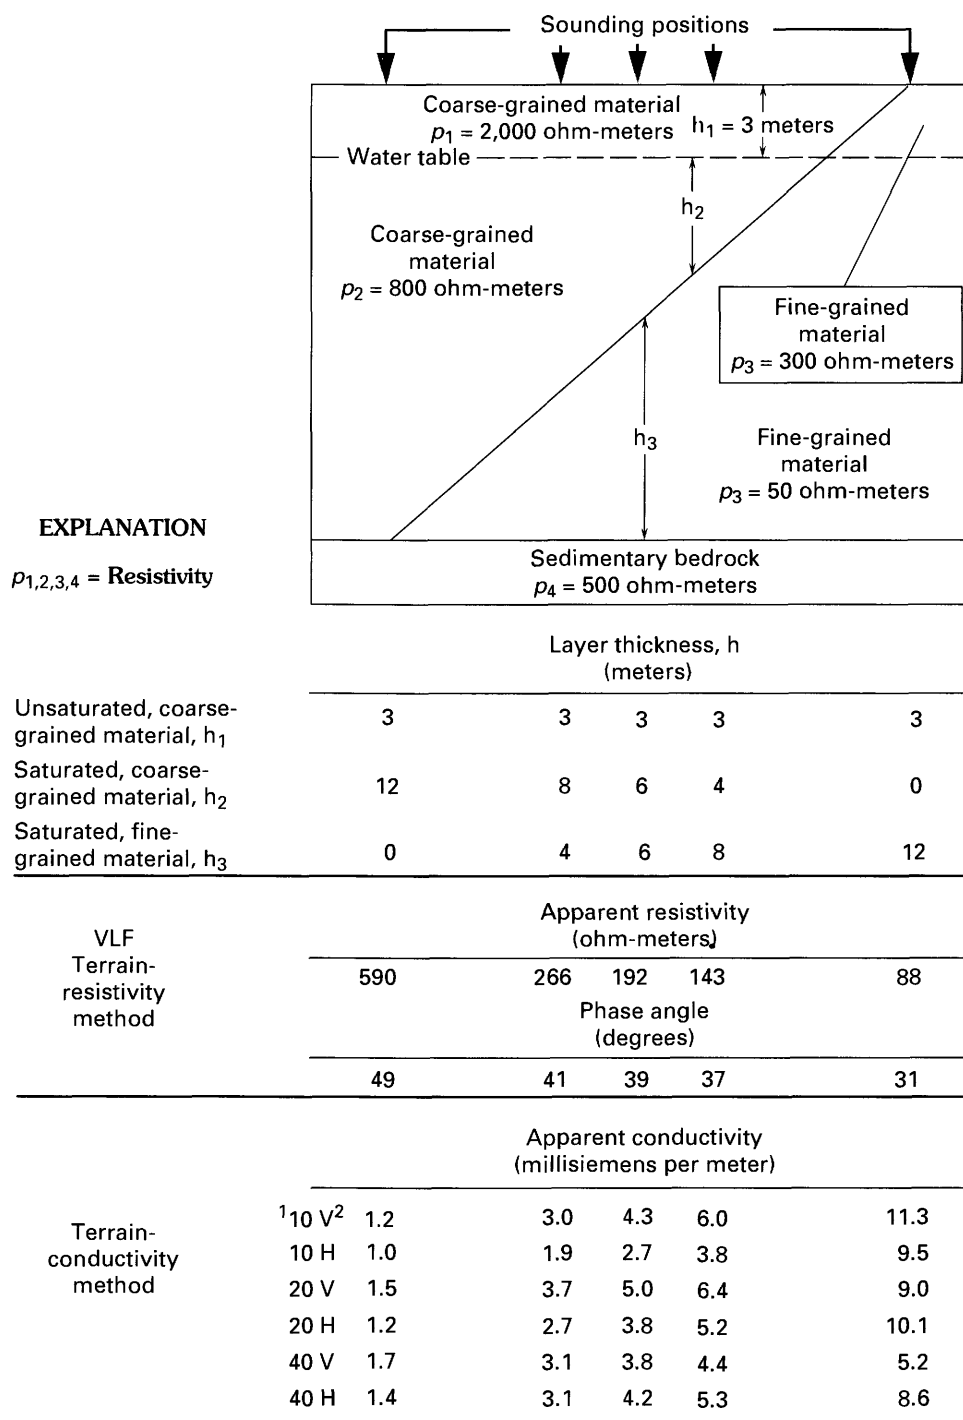 Sounding positions
Coarse-grained material
p1 = 2,000 ohm-meters
h1 = 3 meters
Water table
h2
Coarse-grained
material
p2 = 800 ohm-meters
Fine-grained
material
p3 = 300 ohm-meters
h3
Fine-grained
material
p3 = 50 ohm-meters
EXPLANATION
p1,2,3,4 = Resistivity
Sedimentary bedrock
p4 = 500 ohm-meters
Layer thickness, h
(meters)
Unsaturated, coarse-
grained material, h1
3 3 3 3 3
Saturated, coarse-
grained material, h2
12 8 6 4 0
Saturated, fine-
grained material, h3
0 4 6 8 12
VLF
Terrain-
resistivity
method
Apparent resistivity
(ohm-meters)
590 266 192 143 88
Phase angle
(degrees)
49 41 39 37 31
Terrain-
conductivity
method
Apparent conductivity
(millisiemens per meter)
¹10 V² 1.2 3.0 4.3 6.0 11.3
10 H 1.0 1.9 2.7 3.8 9.5
20 V 1.5 3.7 5.0 6.4 9.0
20 H 1.2 2.7 3.8 5.2 10.1
40 V 1.7 3.1 3.8 4.4 5.2
40 H 1.4 3.1 4.2 5.3 8.6